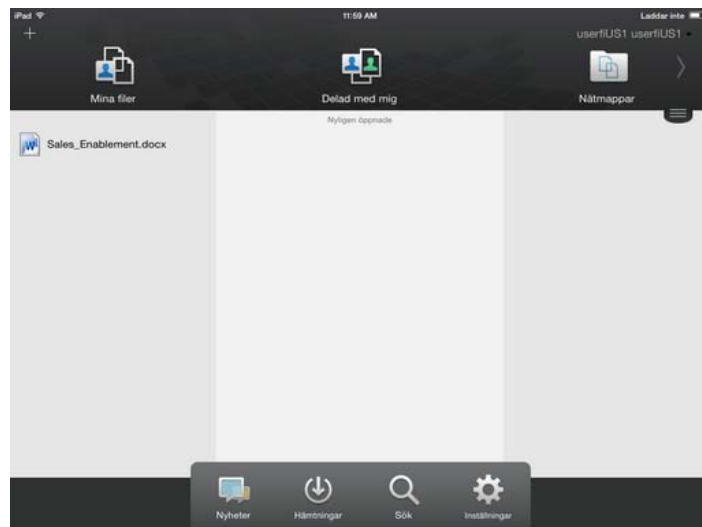 iPad 11:59 AM Laddar inte
userfiUS1 userfiUS1
Mina filer Delad med mig Nätmappar
Nyligen öppnade
Sales_Enablement.docx
Nyheter Hämtningar Sök Inställningar